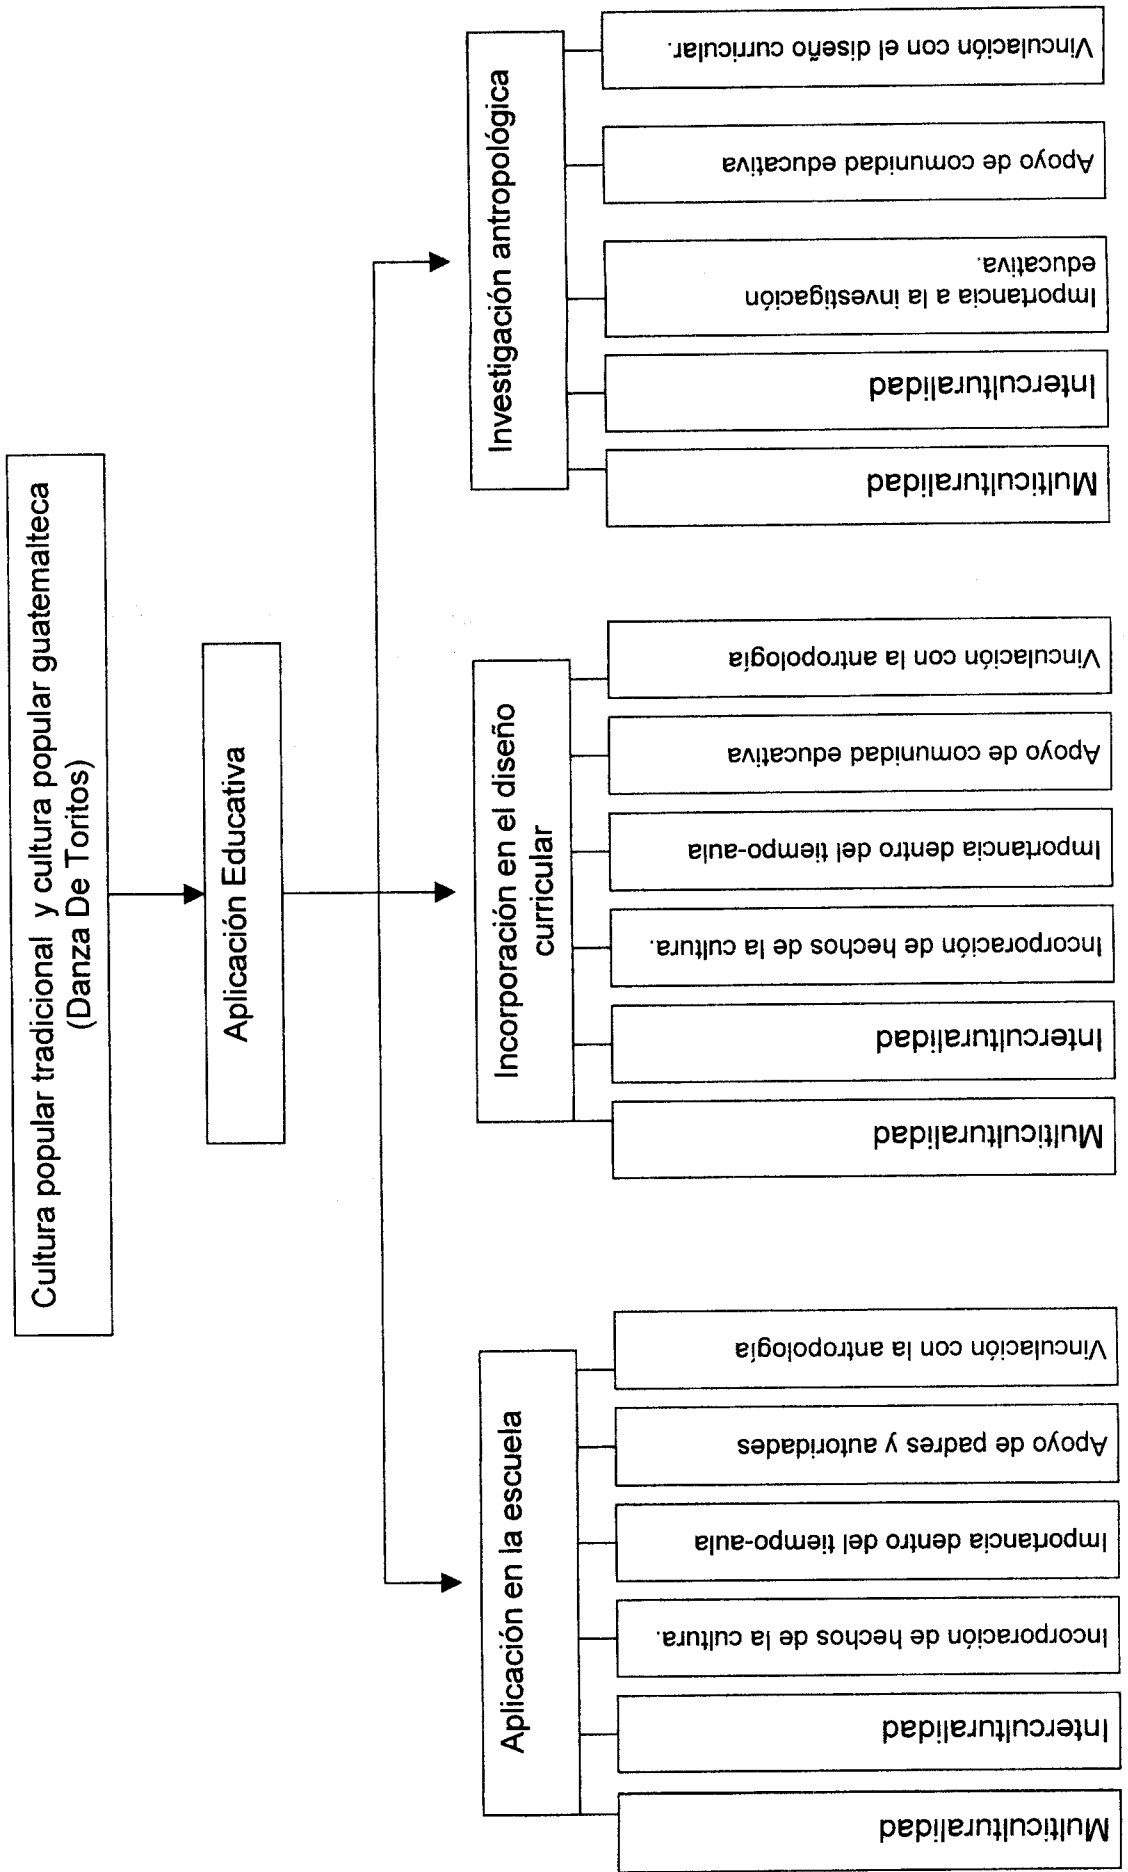 Cultura popular tradicional y cultura popular guatemalteca
(Danza De Toritos)
Aplicación Educativa
Aplicación en la escuela
Multiculturalidad
Interculturalidad
Incorporación de hechos de la cultura.
Importancia dentro del tiempo-aula
Apoyo de padres y autoridades
Vinculación con la antropología
Incorporación en el diseño
curricular
Multiculturalidad
Interculturalidad
Incorporación de hechos de la cultura.
Importancia dentro del tiempo-aula
Apoyo de comunidad educativa
Vinculación con la antropología
Investigación antropológica
Multiculturalidad
Interculturalidad
Importancia a la investigación
educativa.
Apoyo de comunidad educativa
Vinculación con el diseño curricular.